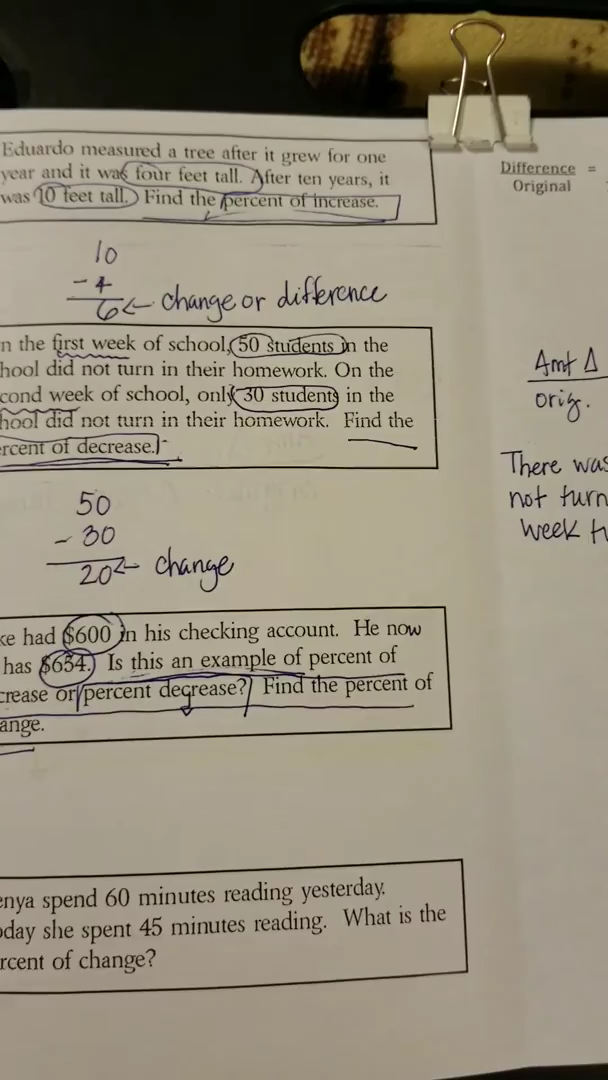 Eduardo measured a tree after it grew for one
year and it was four feet tall. After ten years, it
was 10 feet tall. Find the percent of increase.
Difference =
Original
10
- 4
6 ← change or difference
n the first week of school, 50 students in the
hool did not turn in their homework. On the
cond week of school, only 30 students in the
hool did not turn in their homework. Find the
ercent of decrease.
Amt Δ
orig.
There was
not turn
week tu
50
- 30
20 ← change
ke had $600 in his checking account. He now
has $634. Is this an example of percent of
crease or percent decrease? Find the percent of
ange.
enya spend 60 minutes reading yesterday.
oday she spent 45 minutes reading. What is the
rcent of change?